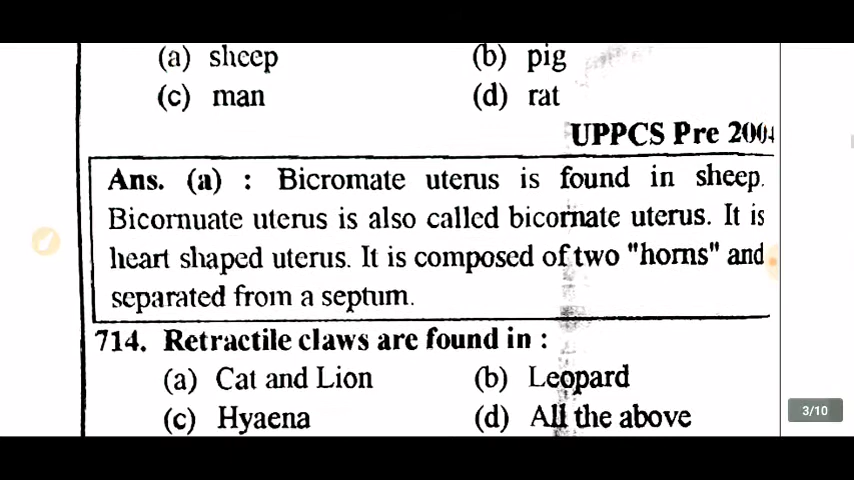 (a) sheep (b) pig
(c) man (d) rat
UPPCS Pre 2004
Ans. (a) : Bicromate uterus is found in sheep.
Bicornuate uterus is also called bicornate uterus. It is
heart shaped uterus. It is composed of two "horns" and
separated from a septum.
714. Retractile claws are found in :
(a) Cat and Lion (b) Leopard
(c) Hyaena (d) All the above
3/10